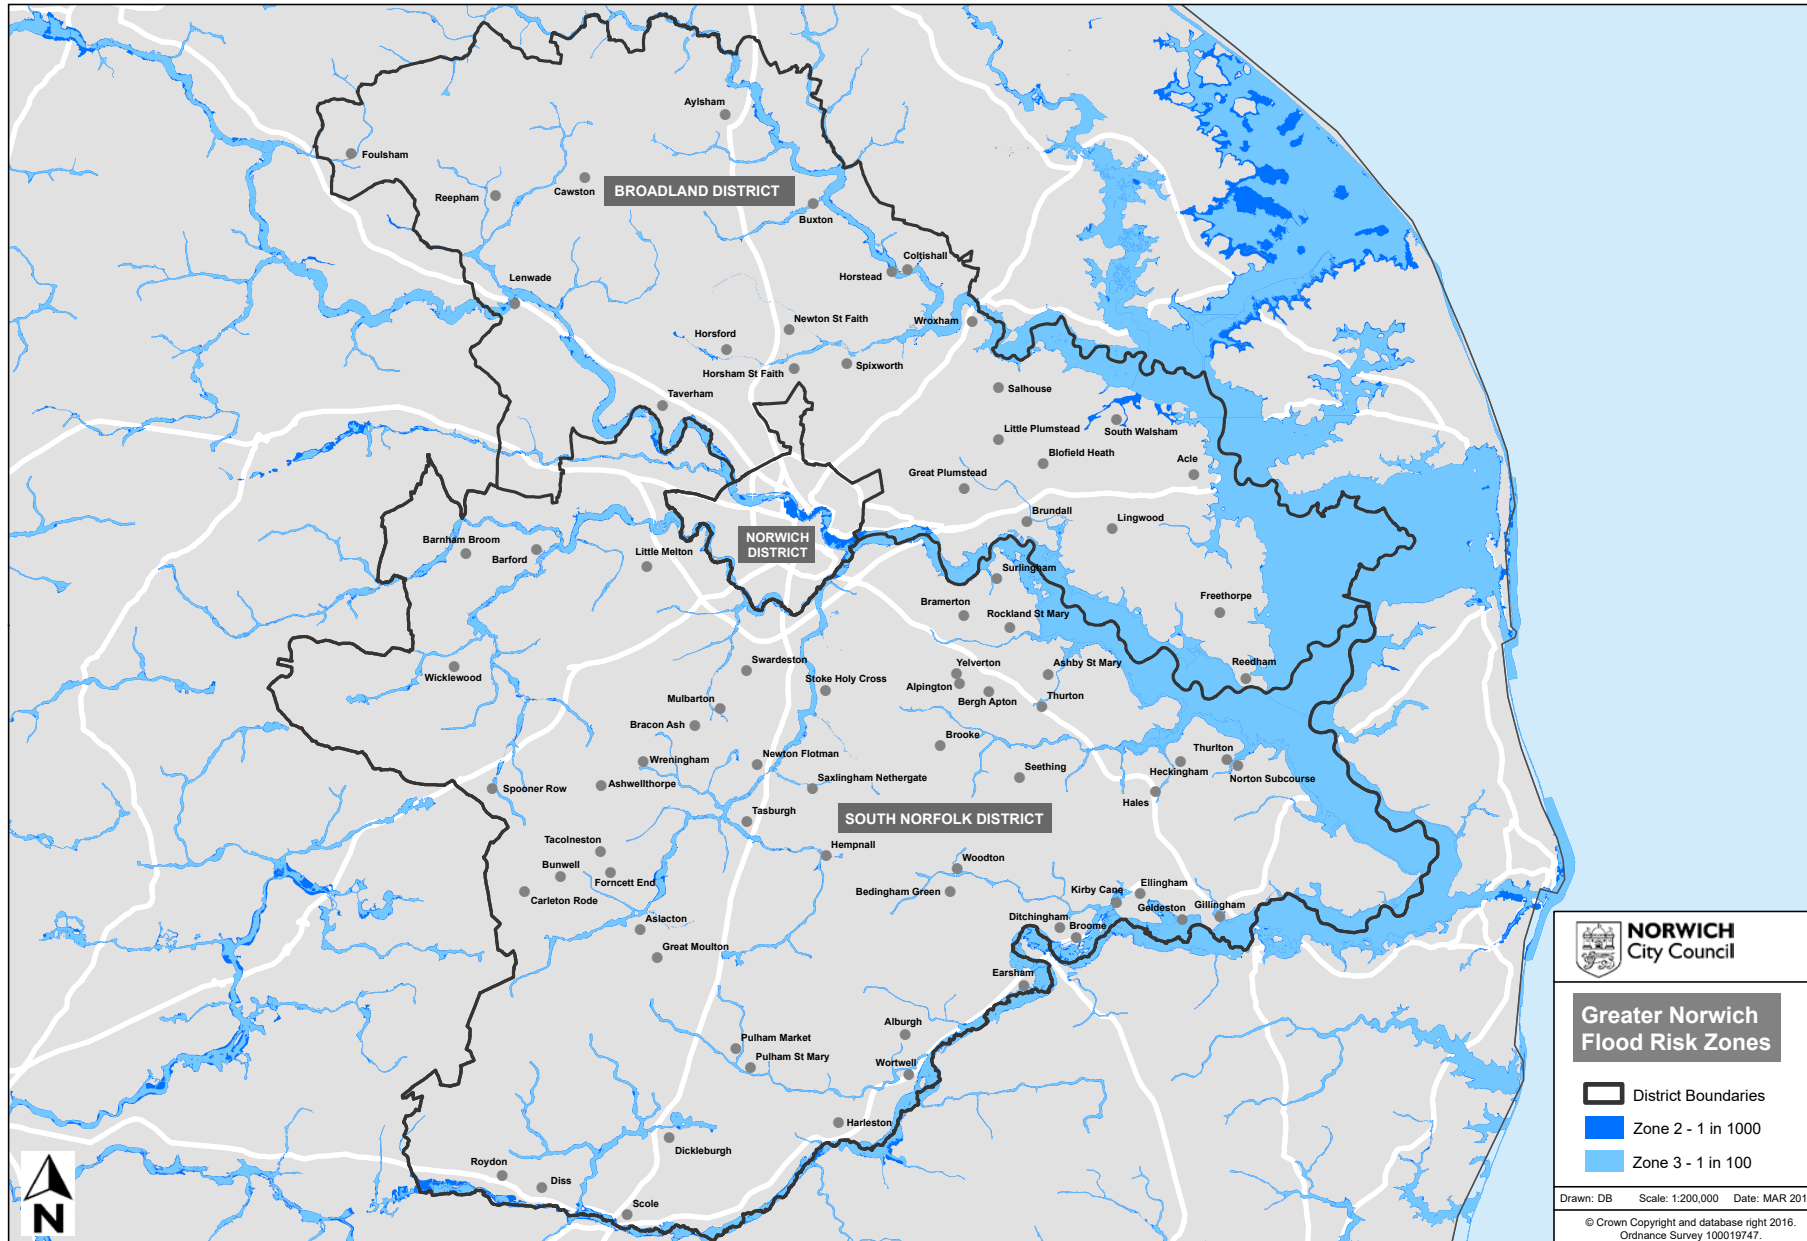 Aylsham
Foulsham
Cawston
BROADLAND DISTRICT
Reepham
Buxton
Coltishall
Horstead
Lenwade
Newton St Faith
Wroxham
Horsford
Horsham St Faith
Spixworth
Salhouse
Taverham
Little Plumstead
South Walsham
Blofield Heath
Acle
Great Plumstead
Brundall
Lingwood
NORWICH
DISTRICT
Barnham Broom
Barford
Little Melton
Surlingham
Bramerton
Rockland St Mary
Freethorpe
Swardeston
Yelverton
Ashby St Mary
Reedham
Wicklewood
Stoke Holy Cross
Alpington
Bergh Apton
Thurton
Mulbarton
Bracon Ash
Brooke
Thurlton
Wreningham
Newton Flotman
Heckingham
Norton Subcourse
Seething
Saxlingham Nethergate
Spooner Row
Ashwellthorpe
Hales
Tasburgh
SOUTH NORFOLK DISTRICT
Tacolneston
Hempnall
Woodton
Bunwell
Forncett End
Bedingham Green
Kirby Cane
Ellingham
Carleton Rode
Geldeston
Gillingham
Aslacton
Ditchingham
Broome
Great Moulton
Earsham
Alburgh
Pulham Market
Pulham St Mary
Wortwell
Harleston
Dickleburgh
Roydon
Diss
Scole
N
NORWICH
City Council
Greater Norwich
Flood Risk Zones
District Boundaries
Zone 2 - 1 in 1000
Zone 3 - 1 in 100
Drawn: DB Scale: 1:200,000 Date: MAR 201
© Crown Copyright and database right 2016.
Ordnance Survey 100019747.